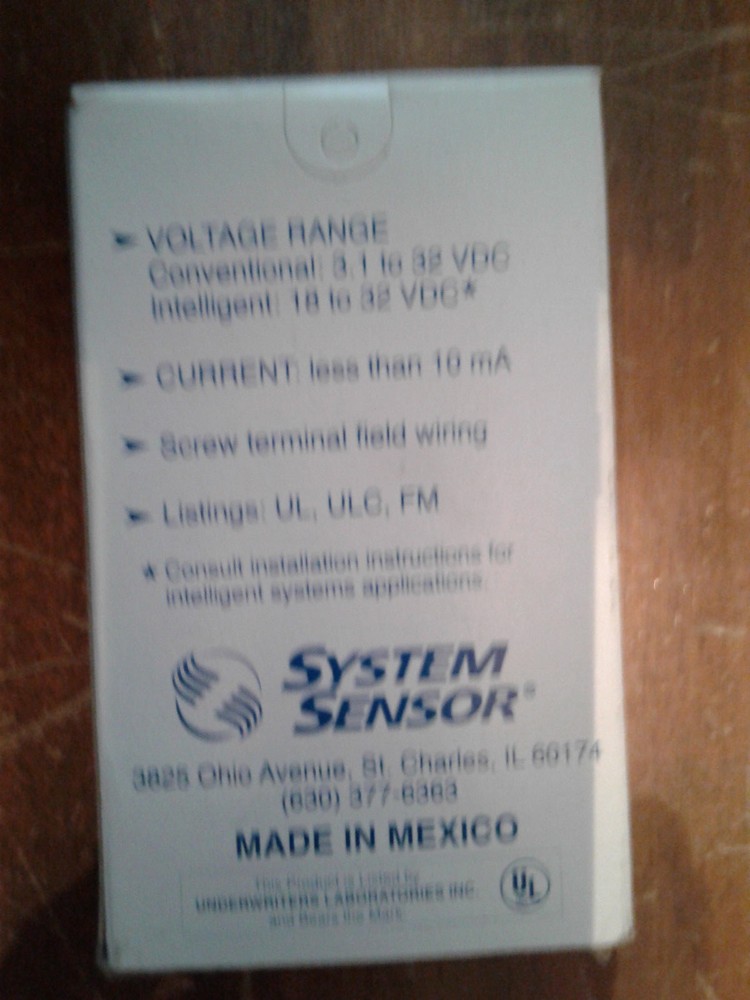 ➤ VOLTAGE RANGE
Conventional: 3.1 to 32 VDC
Intelligent: 18 to 32 VDC*
➤ CURRENT: less than 10 mA
➤ Screw terminal field wiring
➤ Listings: UL, ULC, FM
* Consult installation instructions for
intelligent systems applications.
SYSTEM
SENSOR®
3825 Ohio Avenue, St. Charles, IL 60174
(630) 377-6363
MADE IN MEXICO
This Product is Listed by
UNDERWRITERS LABORATORIES INC.
and Bears the Mark
UL